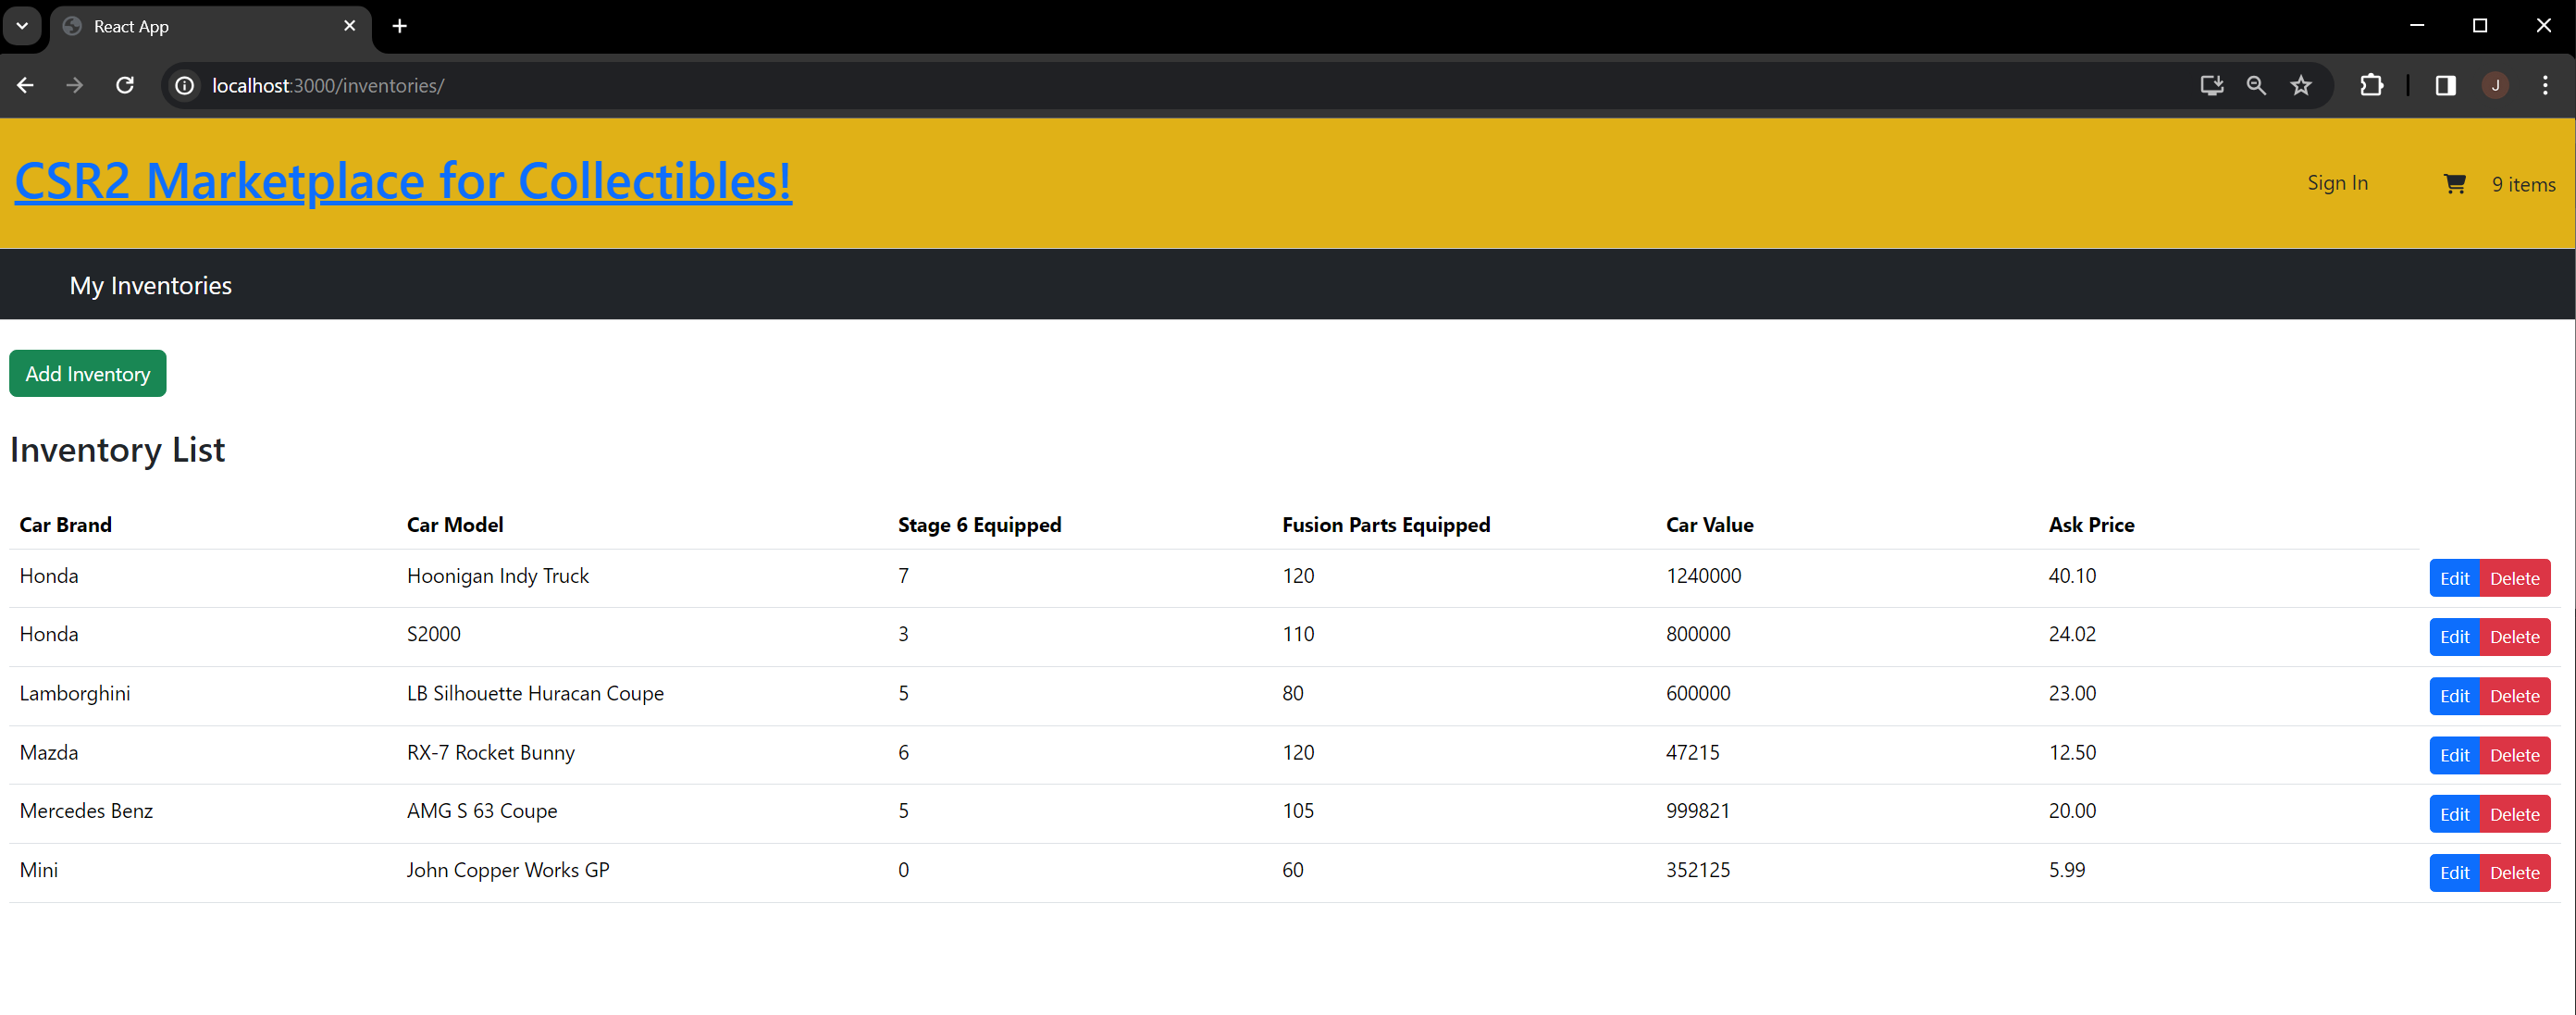 React App
localhost:3000/inventories/
J
CSR2 Marketplace for Collectibles!
Sign In 9 items
My Inventories
Add Inventory
Inventory List
Car Brand Car Model Stage 6 Equipped Fusion Parts Equipped Car Value Ask Price
Honda Hoonigan Indy Truck 7 120 1240000 40.10 Edit Delete
Honda S2000 3 110 800000 24.02 Edit Delete
Lamborghini LB Silhouette Huracan Coupe 5 80 600000 23.00 Edit Delete
Mazda RX-7 Rocket Bunny 6 120 47215 12.50 Edit Delete
Mercedes Benz AMG S 63 Coupe 5 105 999821 20.00 Edit Delete
Mini John Copper Works GP 0 60 352125 5.99 Edit Delete